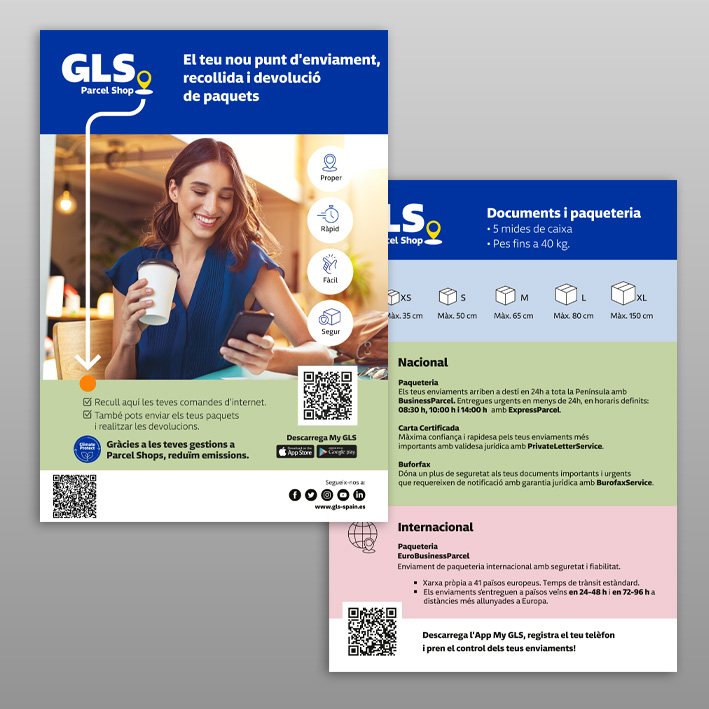 GLS
Parcel Shop
El teu nou punt d'enviament,
recollida i devolució
de paquets
Proper
Ràpid
Fàcil
Segur
Recull aqui les teves comandes d'internet.
També pots enviar els teus paquets
i realitzar les devolucions.
Climate
Protect
Gràcies a les teves gestions a
Parcel Shops, reduïm emissions.
Descarrega My GLS
App Store
Google play
Segueix-nos a:
www.gls-spain.es
LS
cel Shop
Documents i paqueteria
• 5 mides de caixa
• Pes fins a 40 kg.
XS
S
M
L
XL
Màx. 35 cm
Màx. 50 cm
Màx. 65 cm
Màx. 80 cm
Màx. 150 cm
Nacional
Paqueteria
Els teus enviaments arriben a destí en 24h a tota la Península amb
BusinessParcel. Entregues urgents en menys de 24h, en horaris definits:
08:30 h, 10:00 h i 14:00 h amb ExpressParcel.
Carta Certificada
Màxima confiança i rapidesa pels teus enviaments més
importants amb validesa jurídica amb PrivateLetterService.
Buforfax
Dóna un plus de seguretat als teus documents importants i urgents
que requereixen de notificació amb garantia jurídica amb BurofaxService.
Internacional
Paqueteria
EuroBusinessParcel
Enviament de paqueteria internacional amb seguretat i fiabilitat.
▪ Xarxa pròpia a 41 països europeus. Temps de trànsit estàndard.
▪ Els enviaments s'entreguen a països veïns en 24-48 h i en 72-96 h a
distàncies més allunyades a Europa.
Descarrega l'App My GLS, registra el teu telèfon
i pren el control dels teus enviaments!